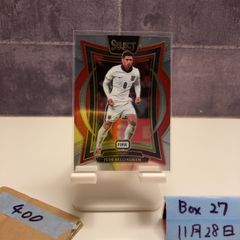 SELECT
FIFA
JUDE BELLINGHAM
400
Box 27
11月28日